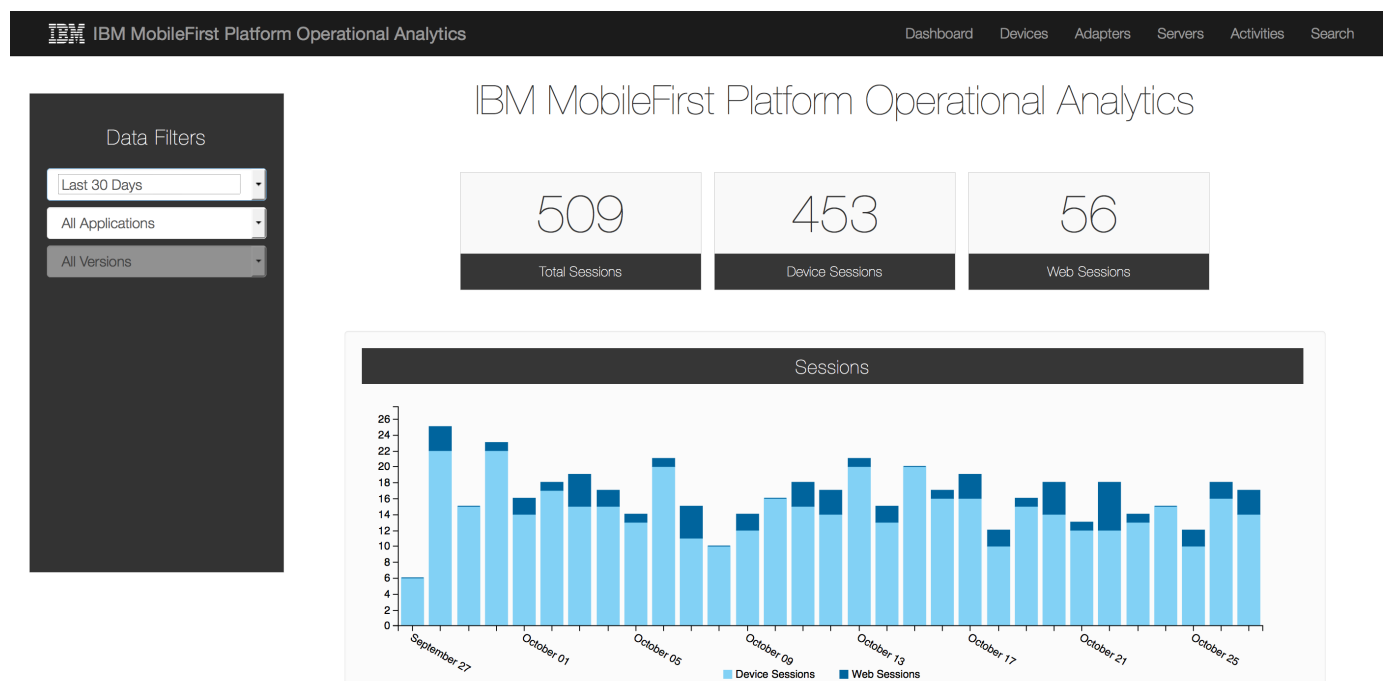 IBM IBM MobileFirst Platform Operational Analytics Dashboard Devices Adapters Servers Activities Search
IBM MobileFirst Platform Operational Analytics
Data Filters
Last 30 Days
All Applications
All Versions
509 453 56
Total Sessions Device Sessions Web Sessions
Sessions
26
24
22
20
18
16
14
12
10
8
6
4
2
0
September 27 October 01 October 05 October 09 October 13 October 17 October 21 October 25
Device Sessions Web Sessions